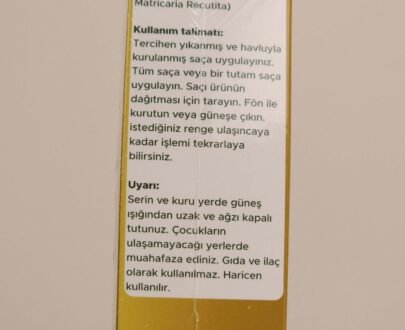 Matricaria Recutita)
Kullanım talimatı:
Tercihen yıkanmış ve havluyla
kurulanmış saça uygulayınız.
Tüm saça veya bir tutam saça
uygulayın. Saçı ürünün
dağıtması için tarayın. Fön ile
kurutun veya güneşe çıkın.
istediğiniz renge ulaşıncaya
kadar işlemi tekrarlaya
bilirsiniz.
Uyarı:
Serin ve kuru yerde güneş
ışığından uzak ve ağzı kapalı
tutunuz. Çocukların
ulaşamayacağı yerlerde
muahafaza ediniz. Gıda ve ilaç
olarak kullanılmaz. Haricen
kullanılır.